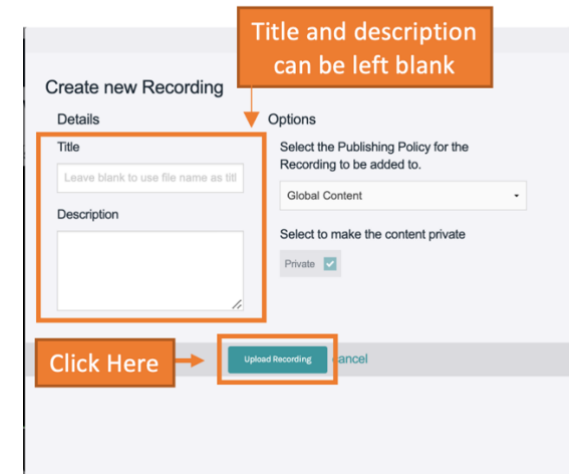 Title and description
can be left blank
Create new Recording
Details
Title
Leave blank to use file name as titl
Description
Options
Select the Publishing Policy for the
Recording to be added to.
Global Content
Select to make the content private
Private
Click Here
Upload Recording
cancel